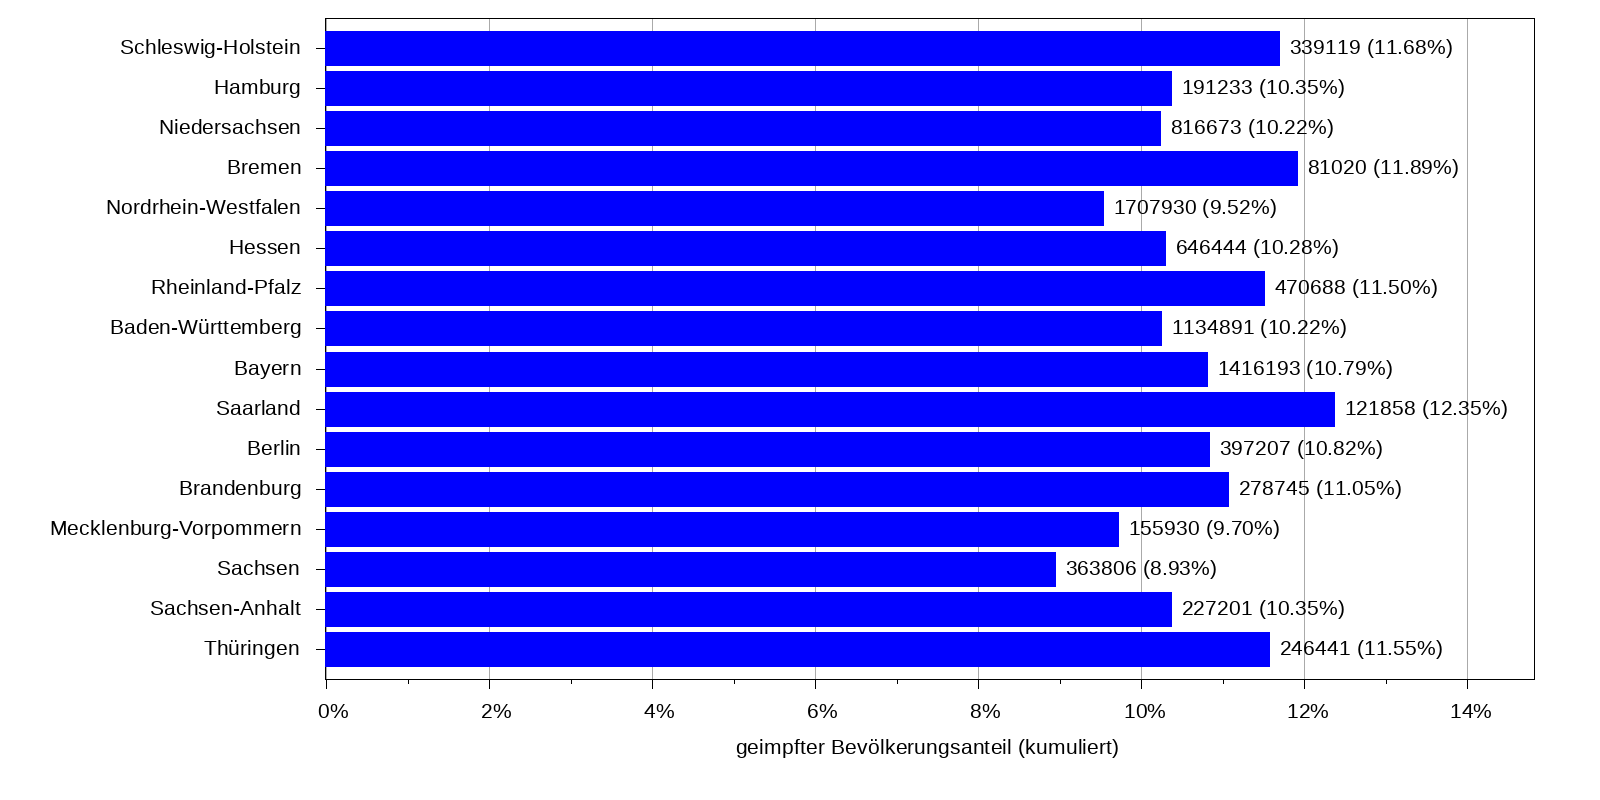 Schleswig-Holstein 339119 (11.68%)
Hamburg 191233 (10.35%)
Niedersachsen 816673 (10.22%)
Bremen 81020 (11.89%)
Nordrhein-Westfalen 1707930 (9.52%)
Hessen 646444 (10.28%)
Rheinland-Pfalz 470688 (11.50%)
Baden-Württemberg 1134891 (10.22%)
Bayern 1416193 (10.79%)
Saarland 121858 (12.35%)
Berlin 397207 (10.82%)
Brandenburg 278745 (11.05%)
Mecklenburg-Vorpommern 155930 (9.70%)
Sachsen 363806 (8.93%)
Sachsen-Anhalt 227201 (10.35%)
Thüringen 246441 (11.55%)
0% 2% 4% 6% 8% 10% 12% 14%
geimpfter Bevölkerungsanteil (kumuliert)